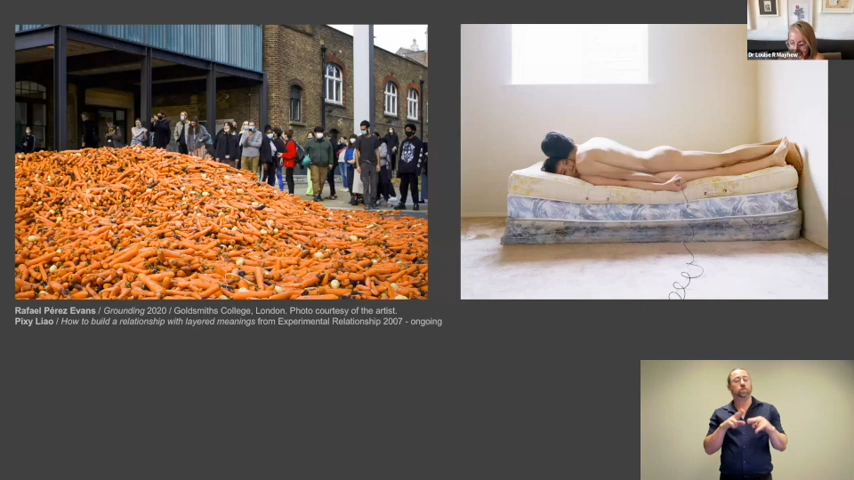 Dr Louise R Mayhew
Rafael Pérez Evans / Grounding 2020 / Goldsmiths College, London. Photo courtesy of the artist.
Pixy Liao / How to build a relationship with layered meanings from Experimental Relationship 2007 - ongoing